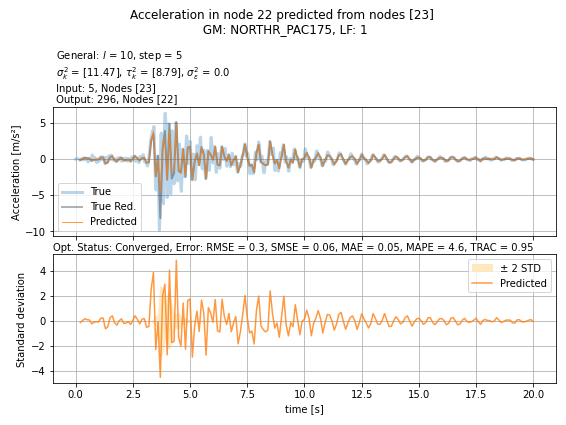 Acceleration in node 22 predicted from nodes [23]
GM: NORTHR_PAC175, LF: 1
General: l = 10, step = 5
σ²ₖ = [11.47], τ²ₖ = [8.79], σ²ε = 0.0
Input: 5, Nodes [23]
Output: 296, Nodes [22]
Acceleration [m/s²]
5
0
−5
−10
True
True Red.
Predicted
Opt. Status: Converged, Error: RMSE = 0.3, SMSE = 0.06, MAE = 0.05, MAPE = 4.6, TRAC = 0.95
Standard deviation
4
2
0
−2
−4
± 2 STD
Predicted
0.0 2.5 5.0 7.5 10.0 12.5 15.0 17.5 20.0
time [s]